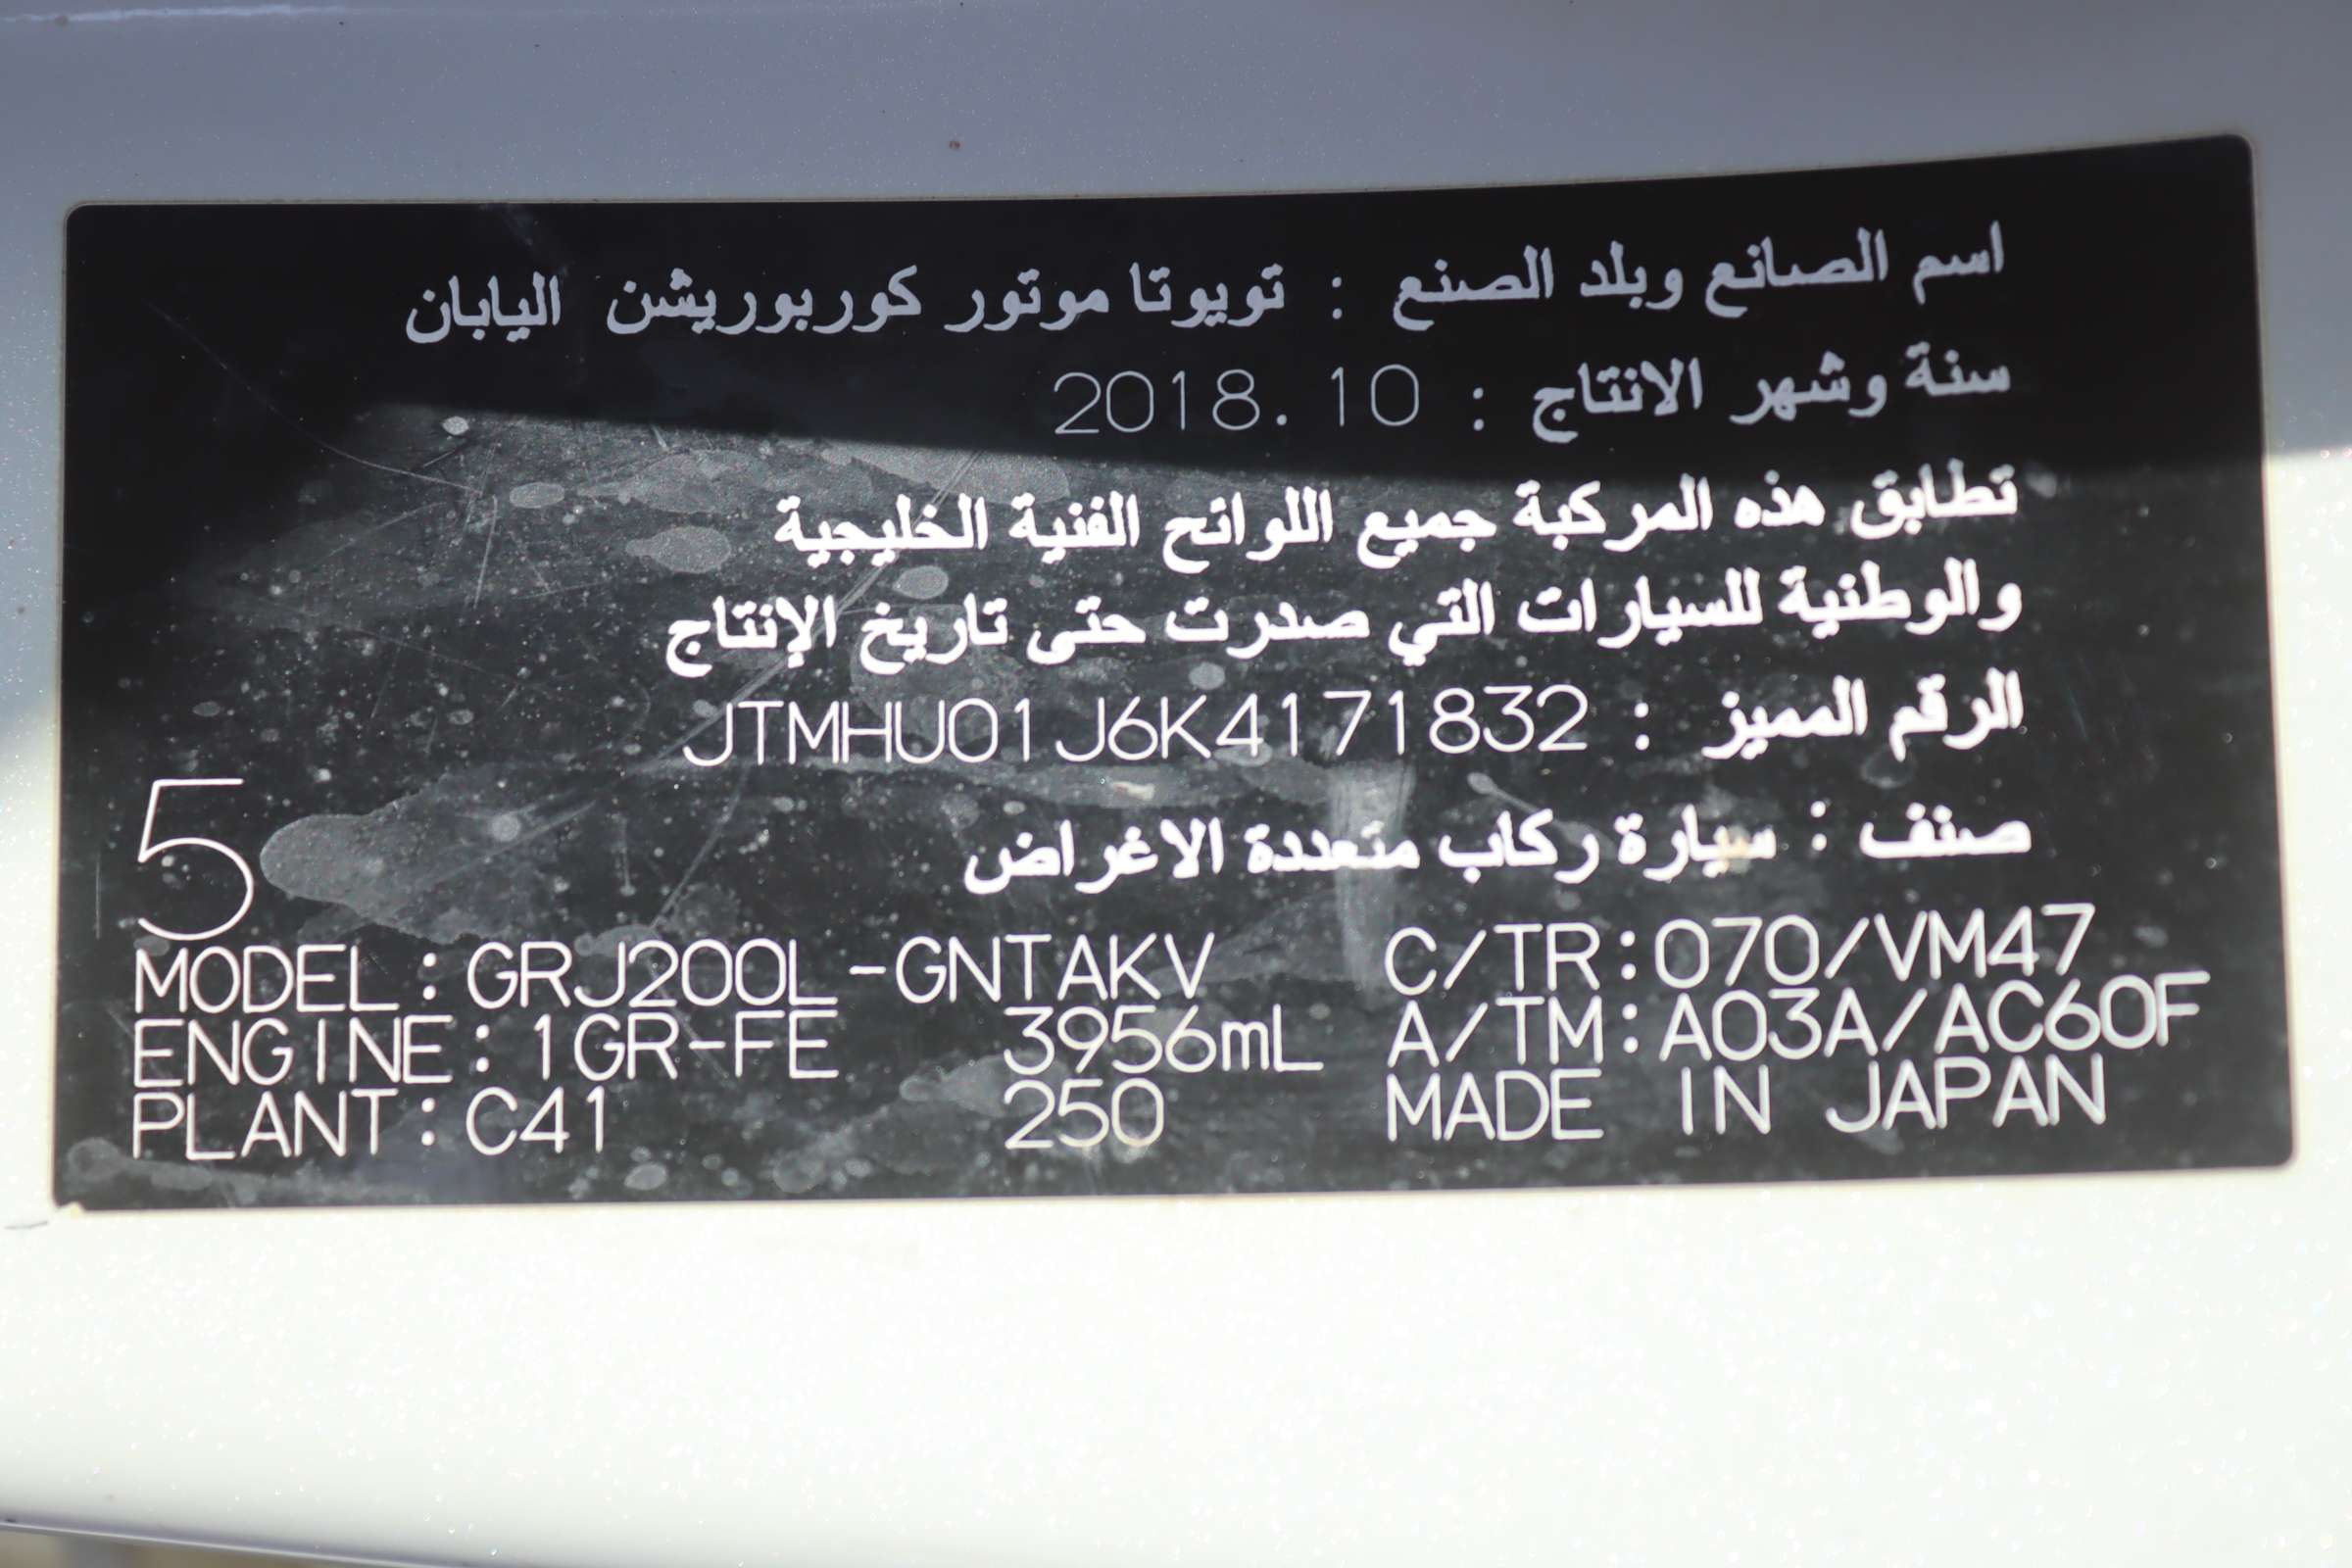 اسم الصانع وبلد الصنع : تويوتا موتور كوربوريشن اليابان
سنة وشهر الانتاج : 2018.10
تطابق هذه المركبة جميع اللوائح الفنية الخليجية
والوطنية للسيارات التي صدرت حتى تاريخ الإنتاج
الرقم المميز : JTMHU01J6K4171832
صنف : سيارة ركاب متعددة الاغراض
5
MODEL : GRJ200L-GNTAKV C/TR:070/VM47
ENGINE: 1GR-FE 3956mL A/TM:A03A/AC60F
PLANT: C41 250 MADE IN JAPAN